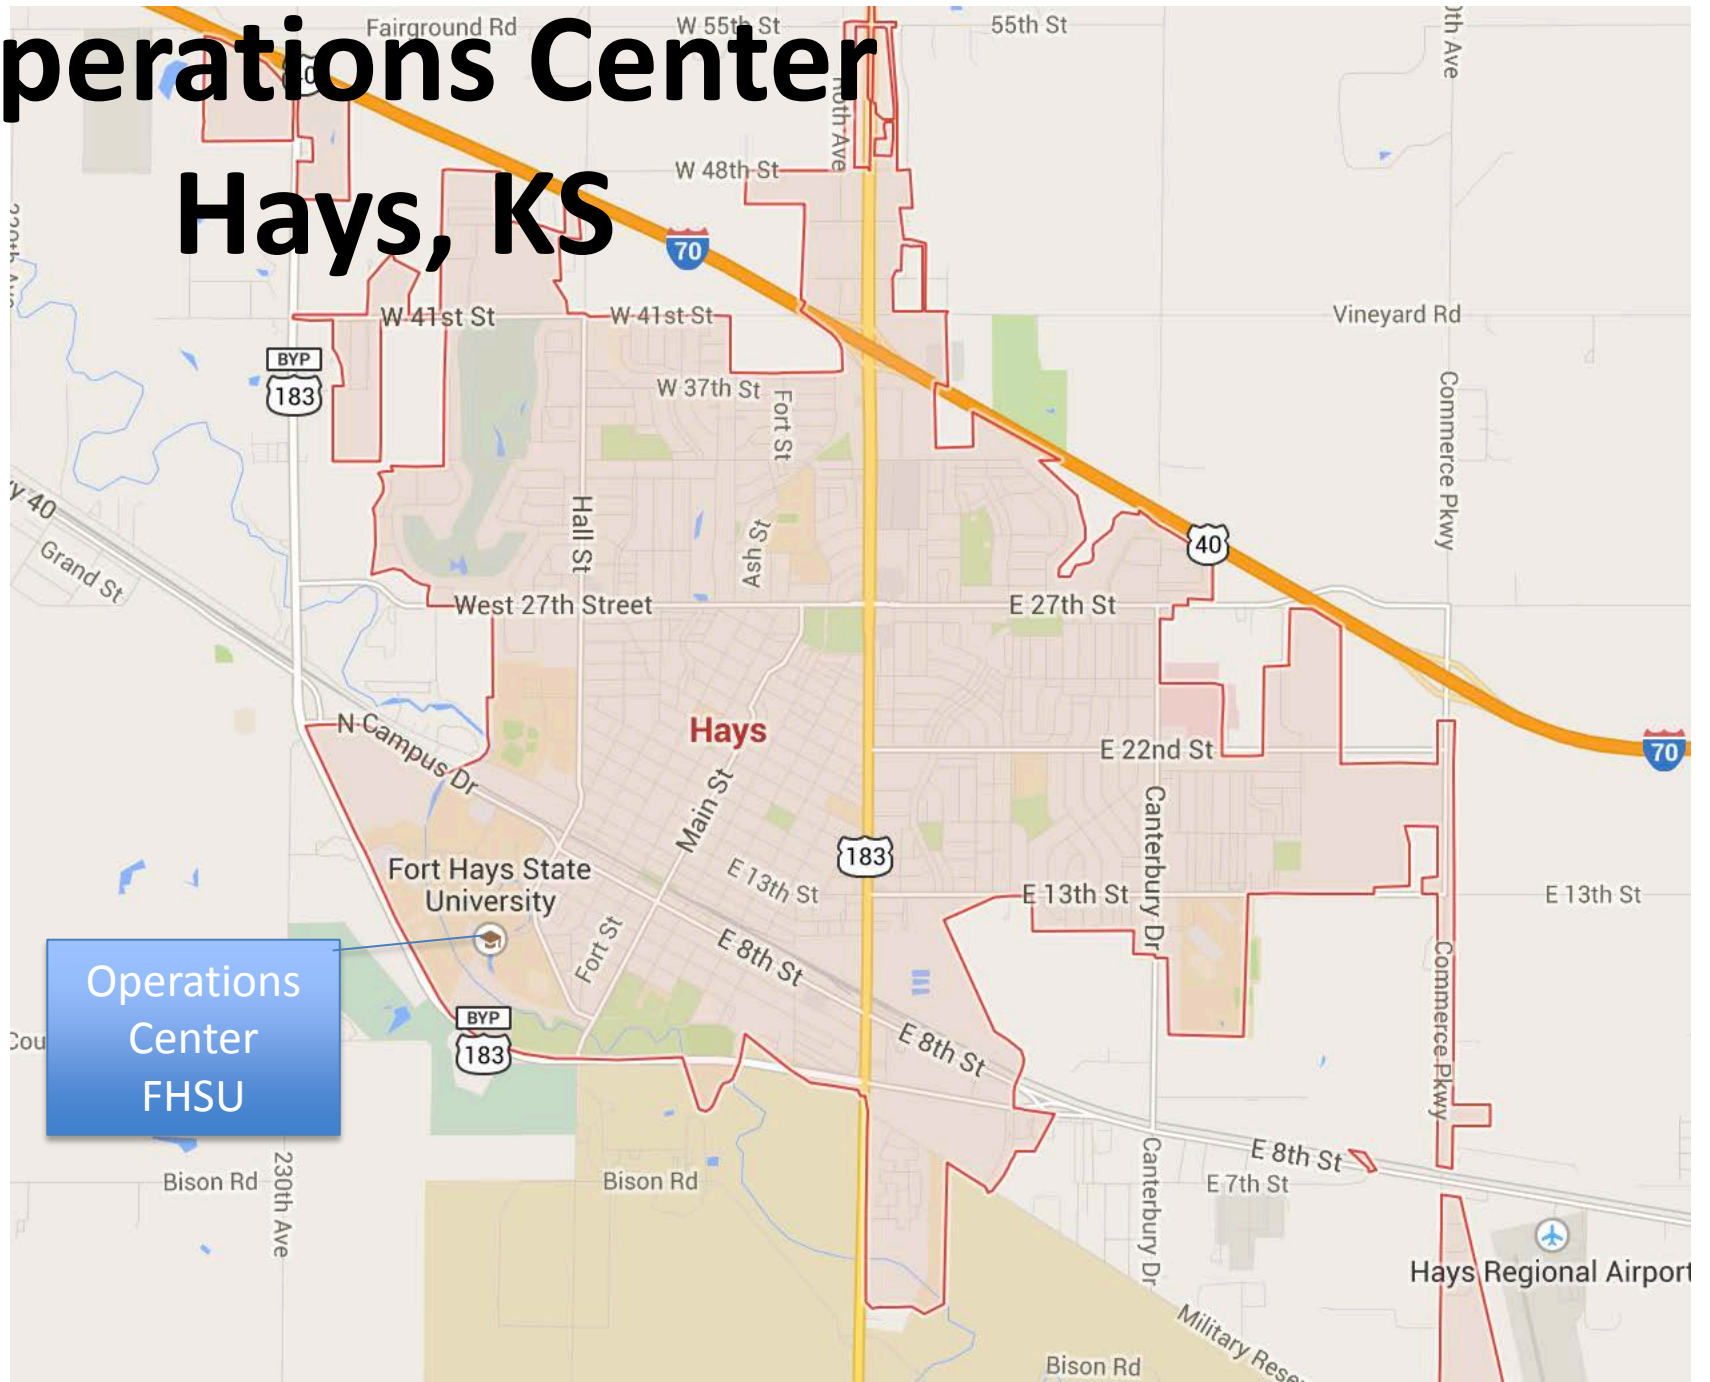 perations Center
Hays, KS
Fairground Rd
W 55th St
55th St
W 48th St
70
W 41st St
W 41st St
Vineyard Rd
BYP
183
W 37th St
Fort St
Commerce Pkwy
Hall St
Ash St
40
Grand St
West 27th Street
E 27th St
Hays
N Campus Dr
E 22nd St
70
Main St
Canterbury Dr
183
Fort Hays State
University
E 13th St
E 13th St
E 13th St
Fort St
E 8th St
Operations
Center
FHSU
BYP
183
E 8th St
Commerce Pkwy
Bison Rd
230th Ave
Bison Rd
Canterbury Dr
E 8th St
E 7th St
Hays Regional Airport
Military Rese
Bison Rd